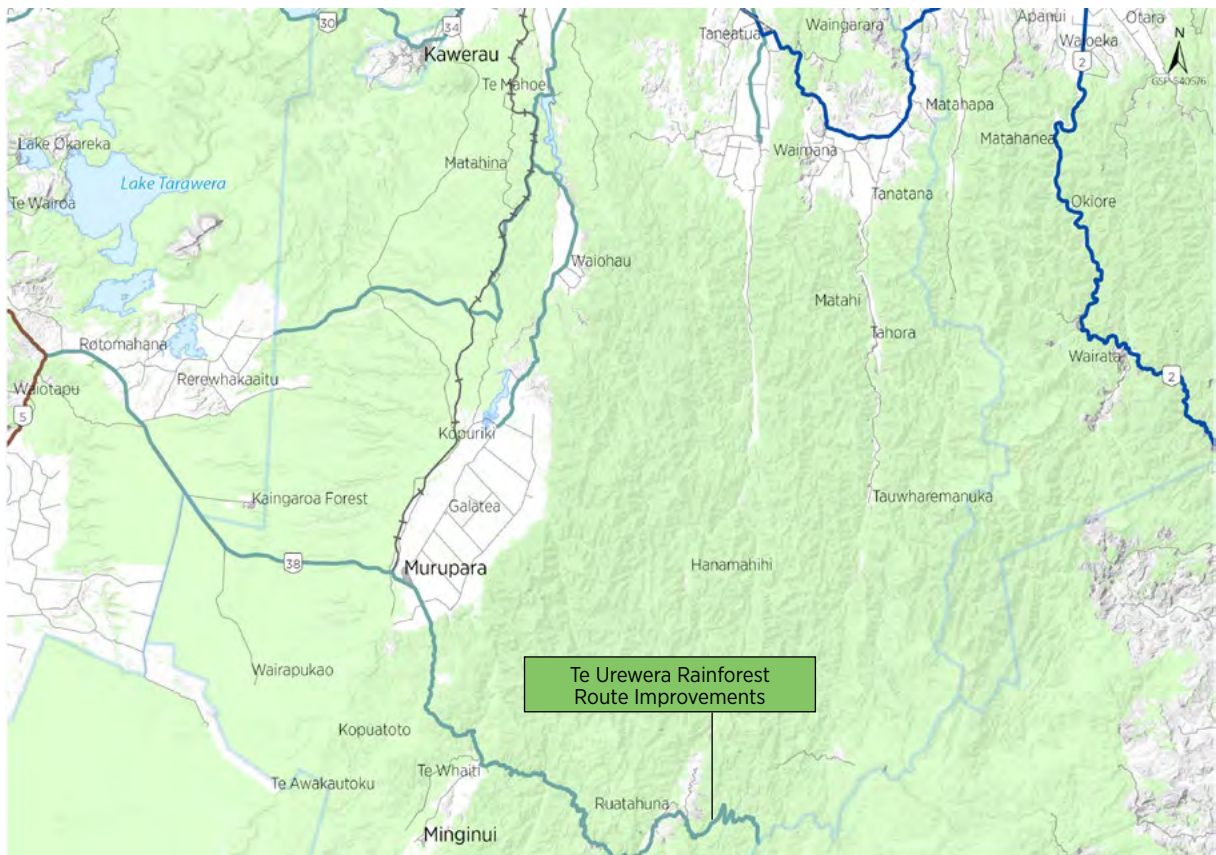 30
34
Kawerau
Te Mahoe
Taneatua
Waingarara
Apanui
Otara
Waioeka
2
N
GSP-540576
Lake Okareka
Lake Tarawera
Te Wairoa
Matahina
Waimana
Matahapa
Matahanea
Tanatana
Okiore
Waiohau
Matahi
Tahora
Rotomahana
Rerewhakaaitu
Wairata
2
Waiotapu
5
Kopuriki
Kaingaroa Forest
Galatea
Tauwharemanuka
38
Murupara
Hanamahihi
Wairapukao
Te Urewera Rainforest
Route Improvements
Kopuatoto
Te Whaiti
Te Awakautoku
Ruatahuna
Minginui